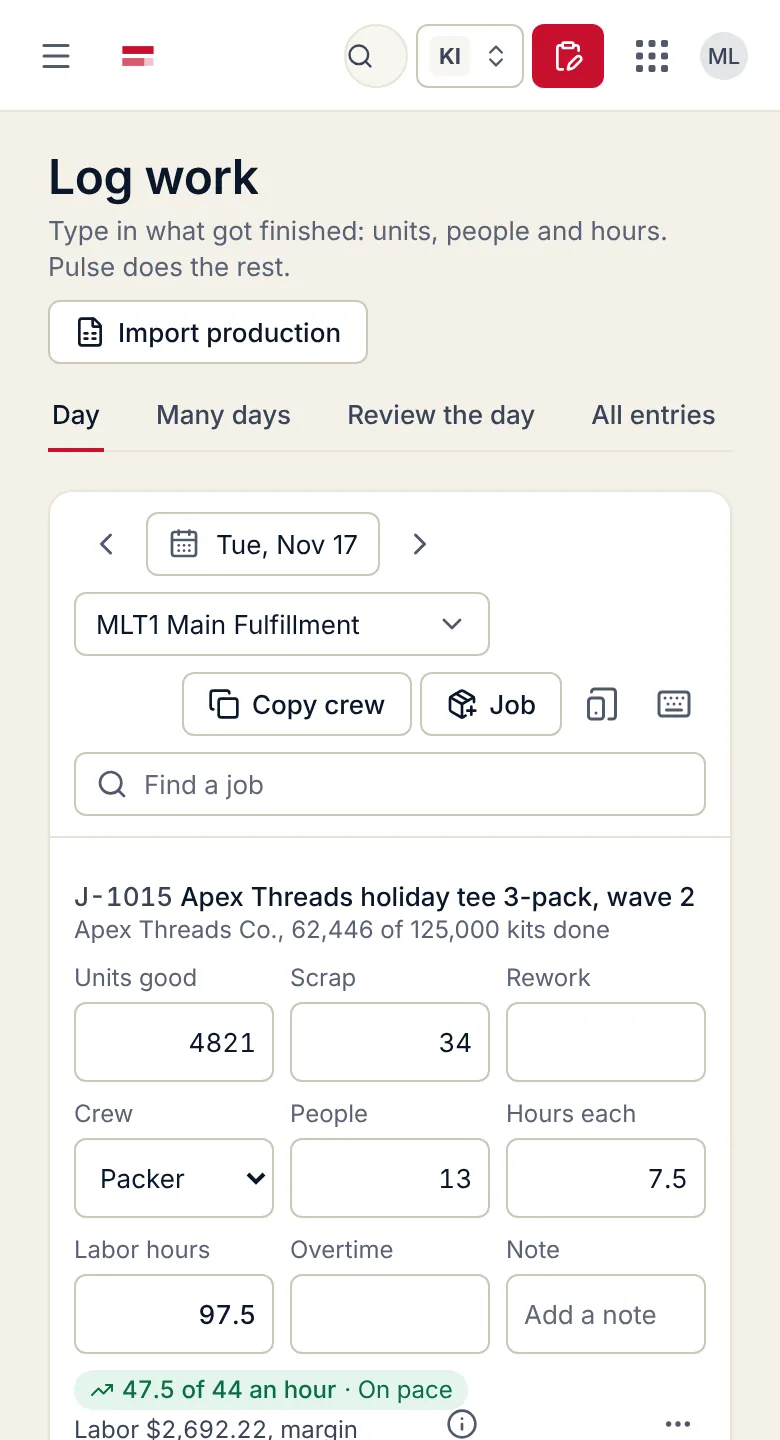 KI
ML
Log work
Type in what got finished: units, people and hours.
Pulse does the rest.
Import production
Day Many days Review the day All entries
Tue, Nov 17
MLT1 Main Fulfillment
Copy crew Job
Find a job
J-1015 Apex Threads holiday tee 3-pack, wave 2
Apex Threads Co., 62,446 of 125,000 kits done
Units good Scrap Rework
4821 34
Crew People Hours each
Packer 13 7.5
Labor hours Overtime Note
97.5 Add a note
47.5 of 44 an hour · On pace
Labor $2,692.22, margin